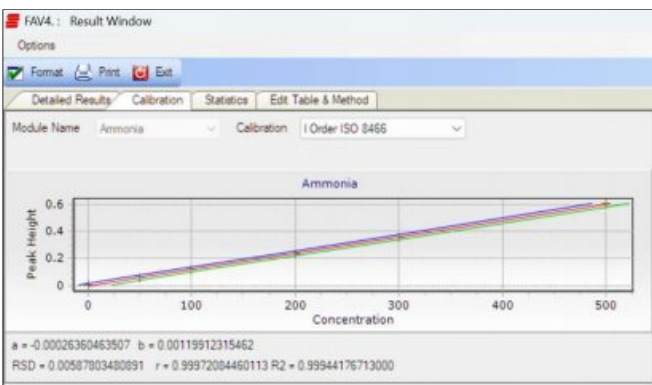 FAV4. : Result Window
Options
Format Print Exit
Detailed Results Calibration Statistics Edit Table & Method
Module Name Ammonia Calibration I Order ISO 8466
Ammonia
Peak Height
0.6
0.4
0.2
0
0 100 200 300 400 500
Concentration
a = -0.00026360463507 b = 0.00119912315462
RSD = 0.00587803480891 r = 0.99972084460113 R2 = 0.99944176713000